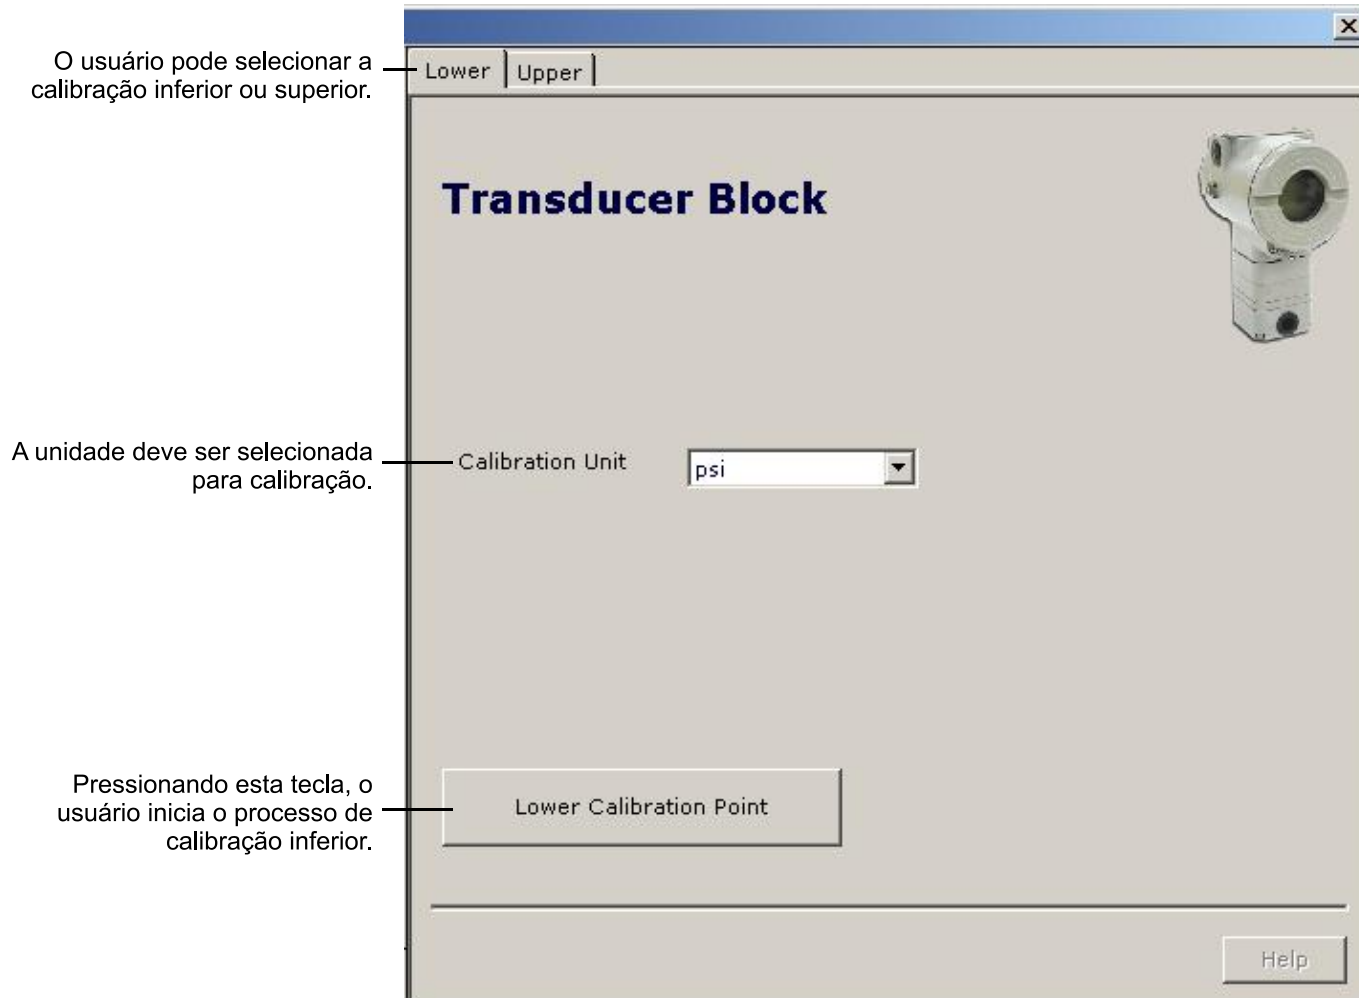 O usuário pode selecionar a
calibração inferior ou superior.
Lower
Upper
Transducer Block
A unidade deve ser selecionada
para calibração.
Calibration Unit
psi
Pressionando esta tecla, o
usuário inicia o processo de
calibração inferior.
Lower Calibration Point
Help